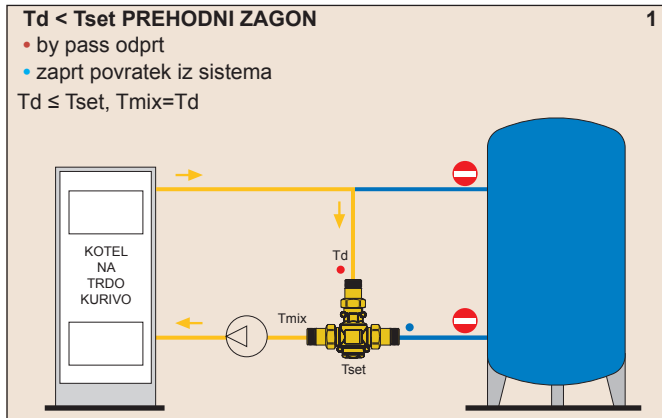 Td < Tset PREHODNI ZAGON 1
• by pass odprt
• zaprt povratek iz sistema
Td ≤ Tset, Tmix=Td
KOTEL
NA
TRDO
KURIVO
Td
Tmix
Tset